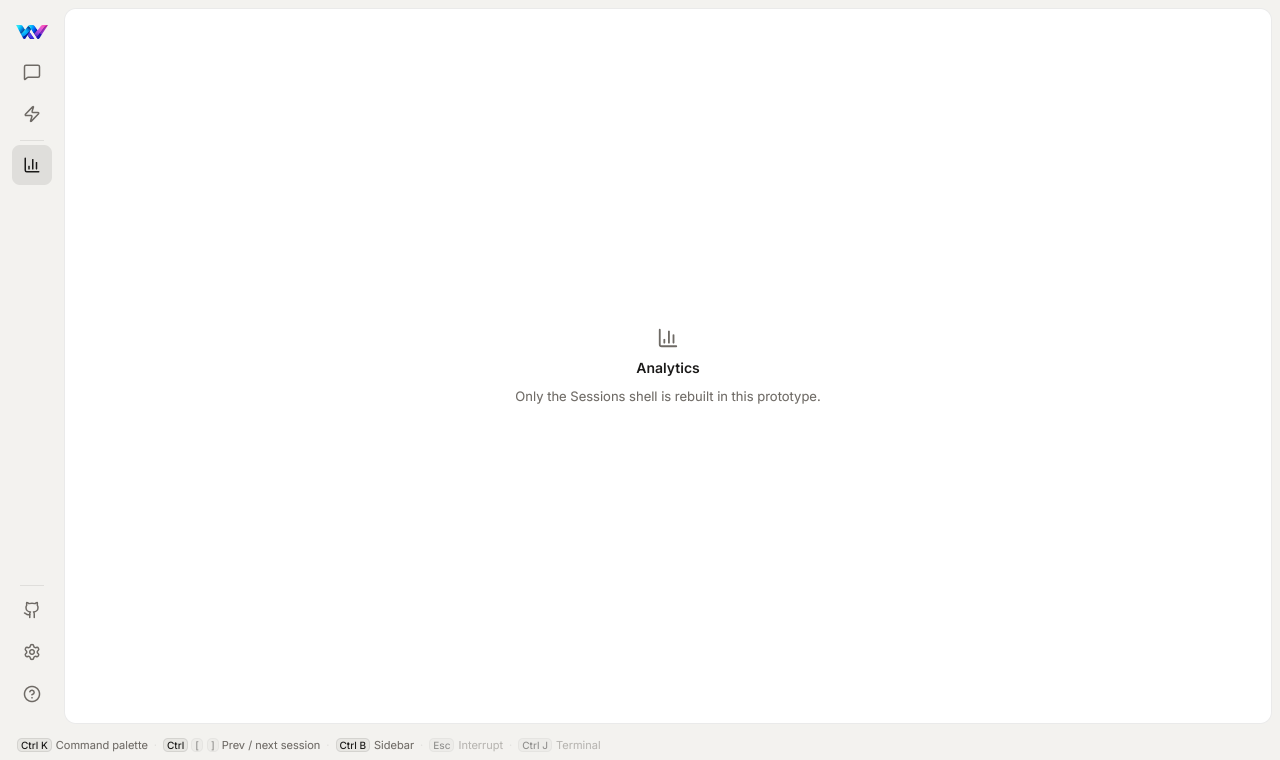 Analytics
Only the Sessions shell is rebuilt in this prototype.
Ctrl K Command palette · Ctrl [ ] Prev / next session · Ctrl B Sidebar · Esc Interrupt · Ctrl J Terminal